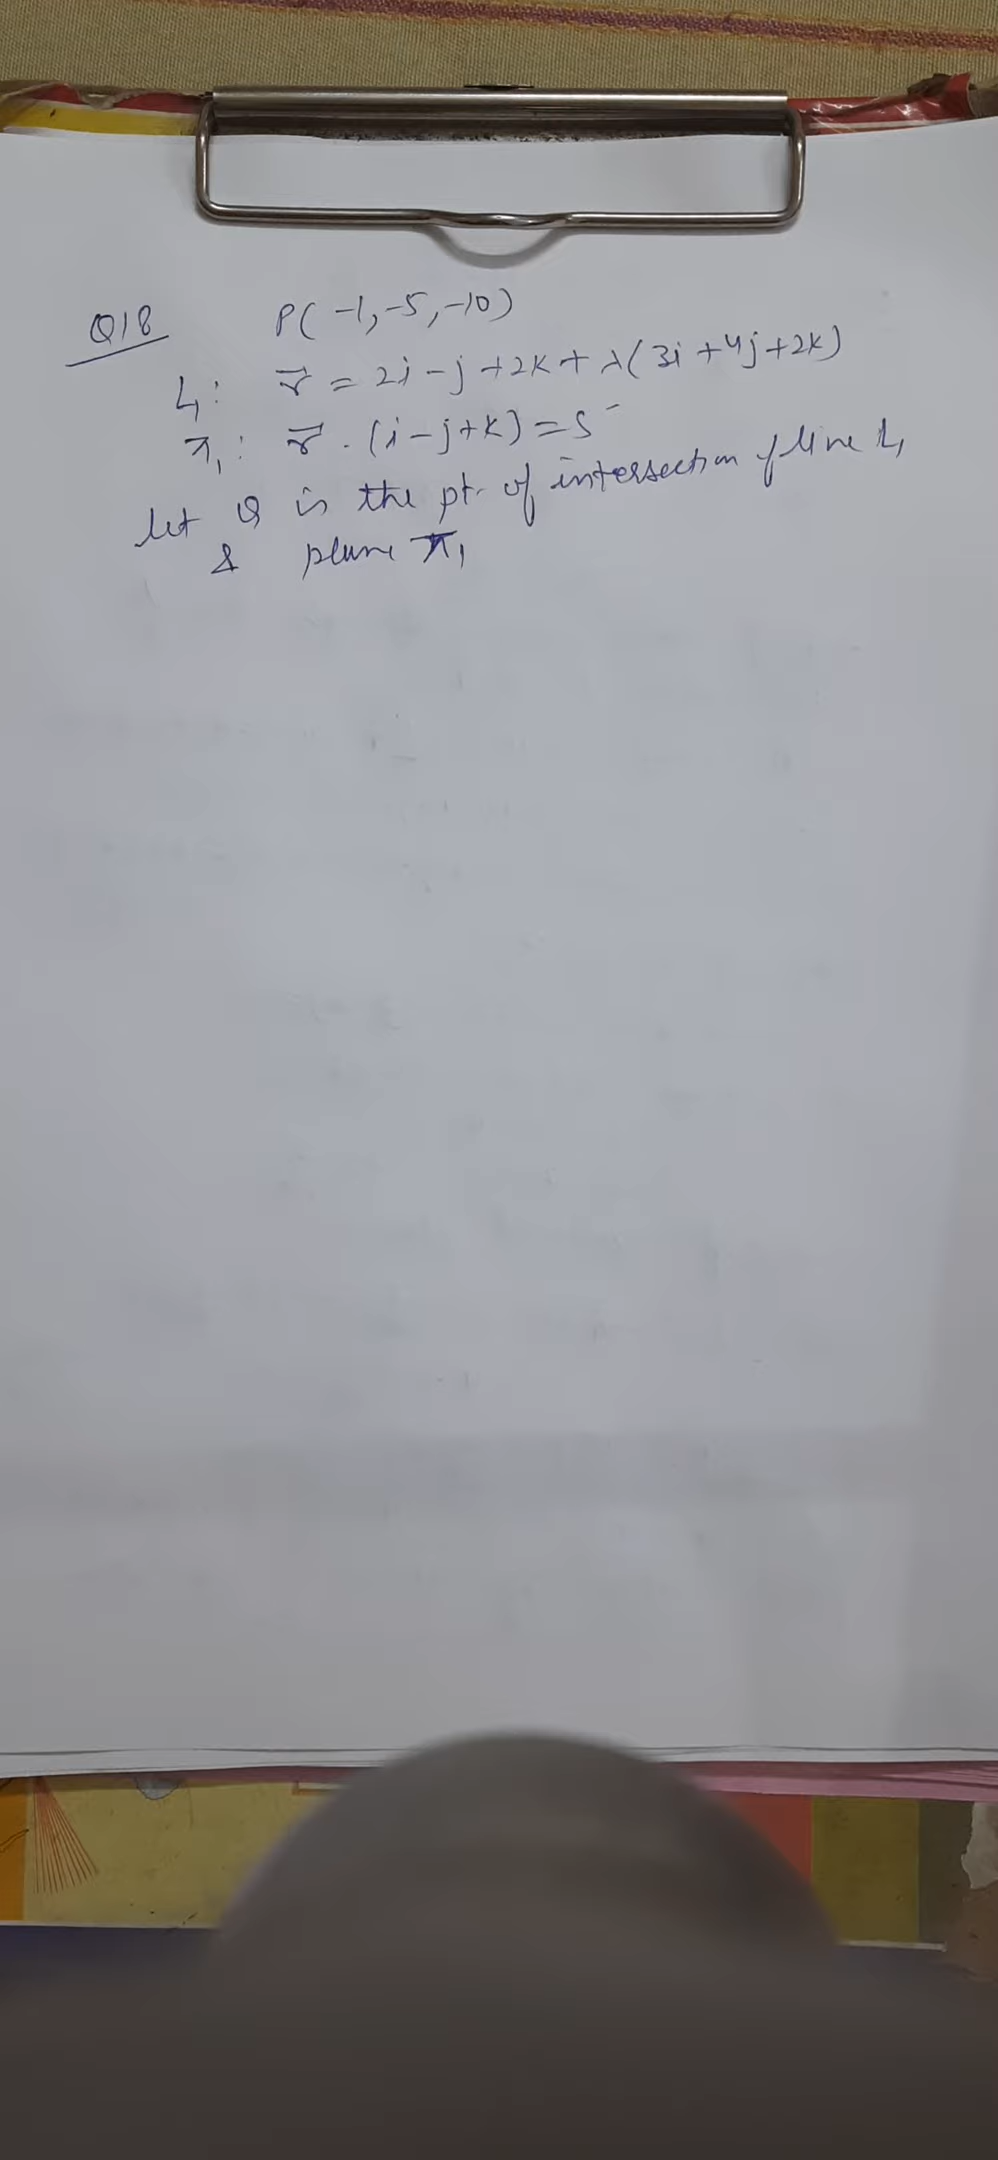 Q18 P(-1,-5,-10)
L₁: r⃗ = 2i - j + 2k + λ(3i + 4j + 2k)
π₁: r⃗ . (i - j + k) = 5
let Q is the pt. of intersection of line L₁
& plane π₁